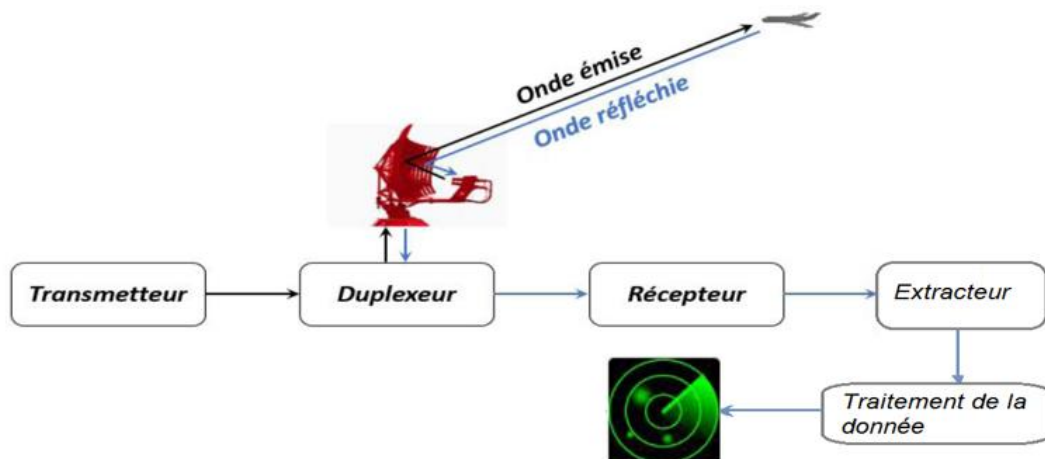 Onde émise
Onde réfléchie
Transmetteur
Duplexeur
Récepteur
Extracteur
Traitement de la
donnée